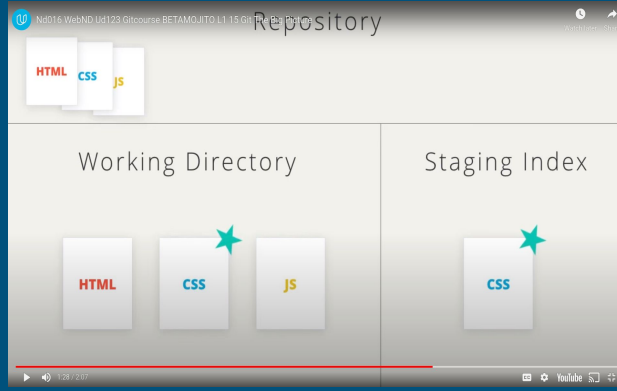 Nd016 WebND Ud123 Gitcourse BETAMOJITO L1 15 Git The Big Picture
Repository
HTML
CSS
JS
Working Directory
Staging Index
HTML
CSS
JS
CSS
1:28 / 2:07
CC
YouTube